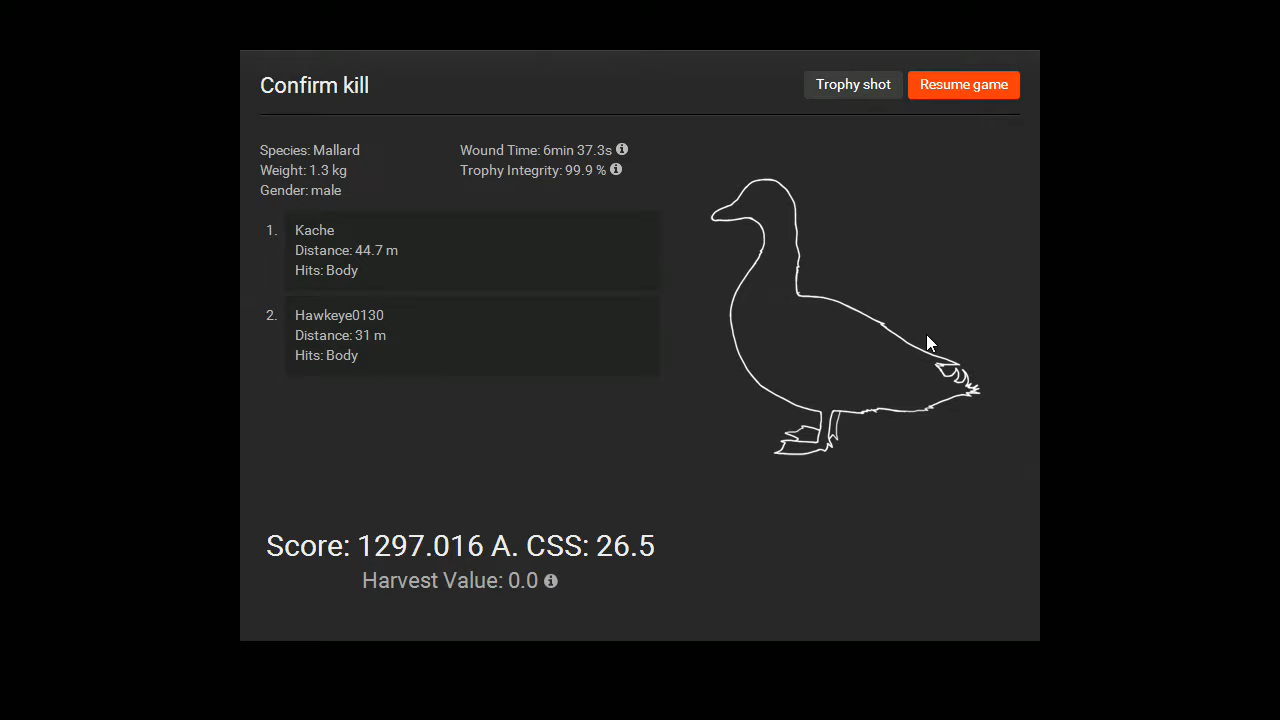 Confirm kill
Trophy shot
Resume game
Species: Mallard
Weight: 1.3 kg
Gender: male
Wound Time: 6min 37.3s
Trophy Integrity: 99.9 %
1. Kache
Distance: 44.7 m
Hits: Body
2. Hawkeye0130
Distance: 31 m
Hits: Body
Score: 1297.016 A. CSS: 26.5
Harvest Value: 0.0